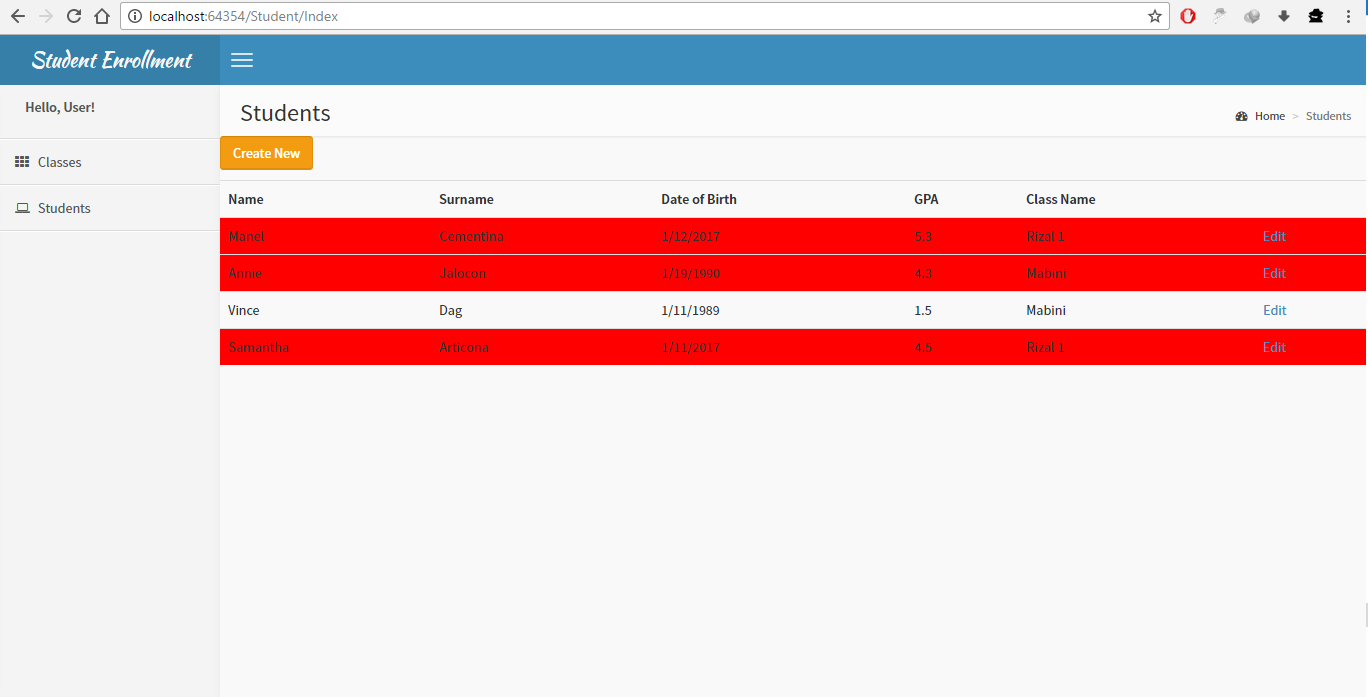 localhost:64354/Student/Index
Student Enrollment
Hello, User!
Students
Home > Students
Classes
Students
Create New
Name Surname Date of Birth GPA Class Name
Manel Cementina 1/12/2017 5.3 Rizal 1 Edit
Annie Jalocon 1/19/1990 4.3 Mabini Edit
Vince Dag 1/11/1989 1.5 Mabini Edit
Samantha Articona 1/11/2017 4.5 Rizal 1 Edit